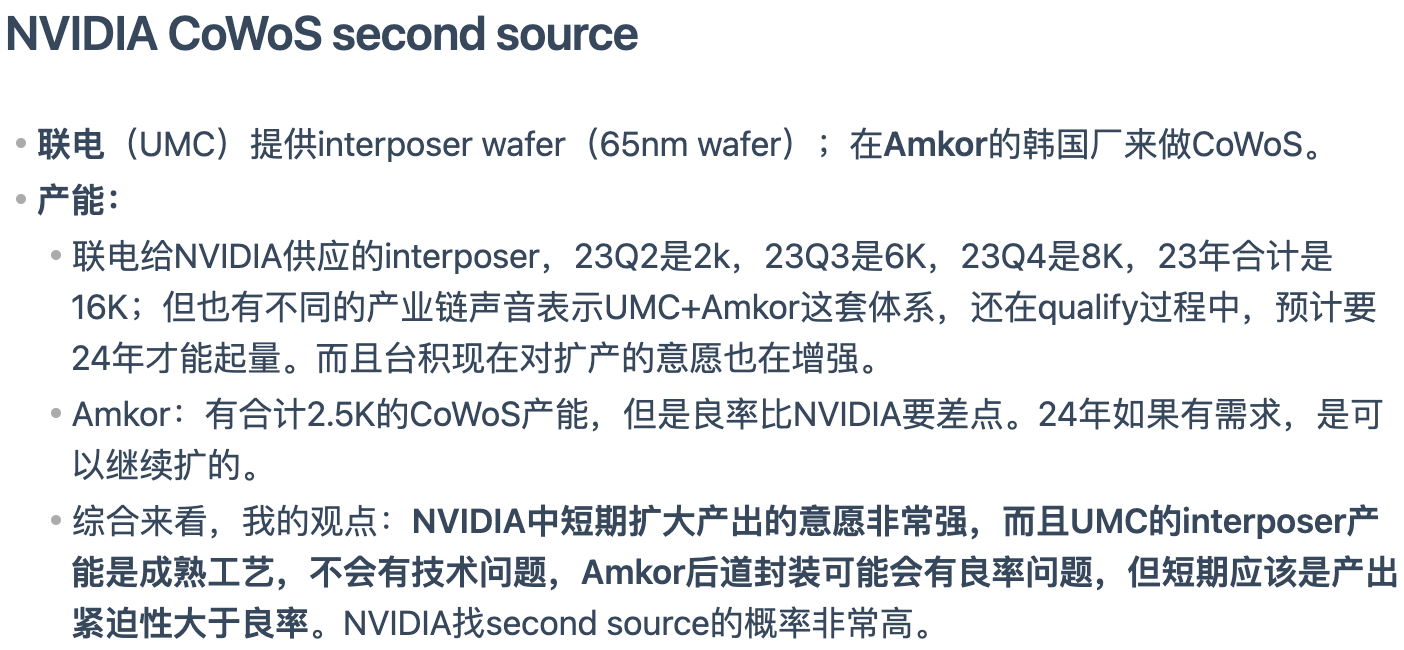 NVIDIA CoWoS second source
• 联电（UMC）提供interposer wafer（65nm wafer）；在Amkor的韩国厂来做CoWoS。
• 产能：
• 联电给NVIDIA供应的interposer，23Q2是2k，23Q3是6K，23Q4是8K，23年合计是
16K；但也有不同的产业链声音表示UMC+Amkor这套体系，还在qualify过程中，预计要
24年才能起量。而且台积现在对扩产的意愿也在增强。
• Amkor：有合计2.5K的CoWoS产能，但是良率比NVIDIA要差点。24年如果有需求，是可
以继续扩的。
• 综合来看，我的观点：NVIDIA中短期扩大产出的意愿非常强，而且UMC的interposer产
能是成熟工艺，不会有技术问题，Amkor后道封装可能会有良率问题，但短期应该是产出
紧迫性大于良率。NVIDIA找second source的概率非常高。